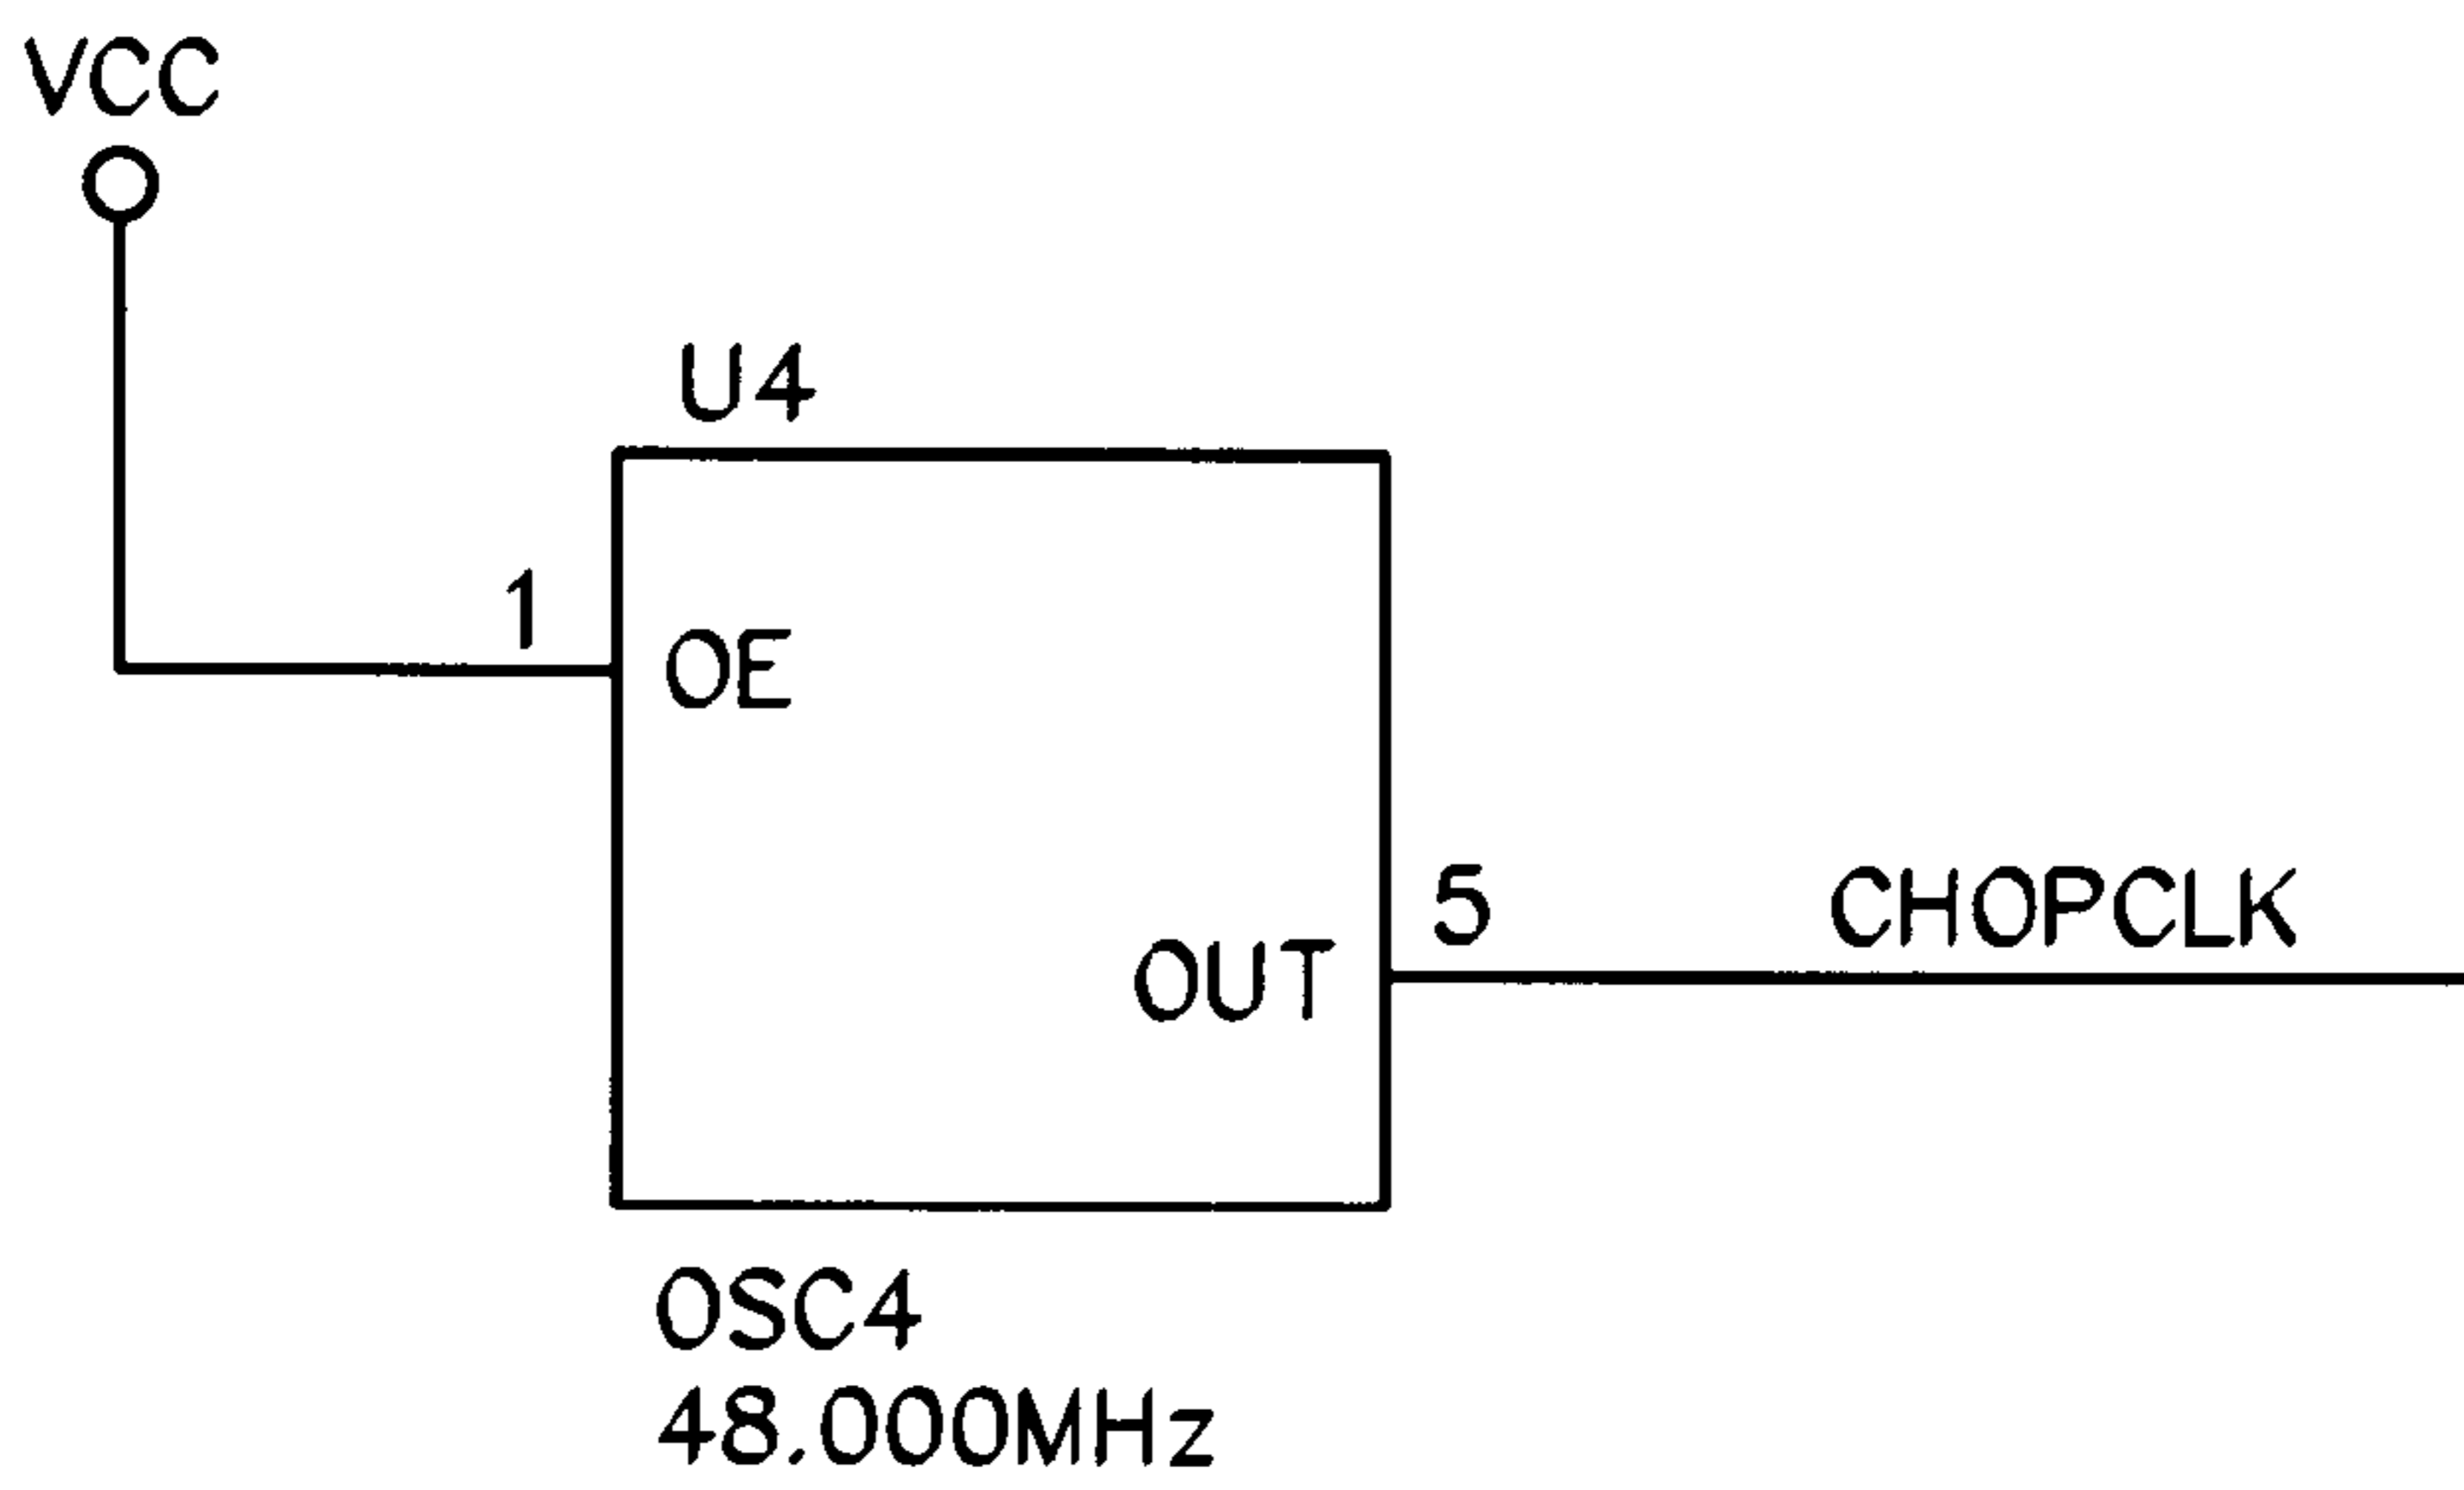 VCC
U4
1
OE
5
CHOPCLK
OUT
OSC4
48.000MHz